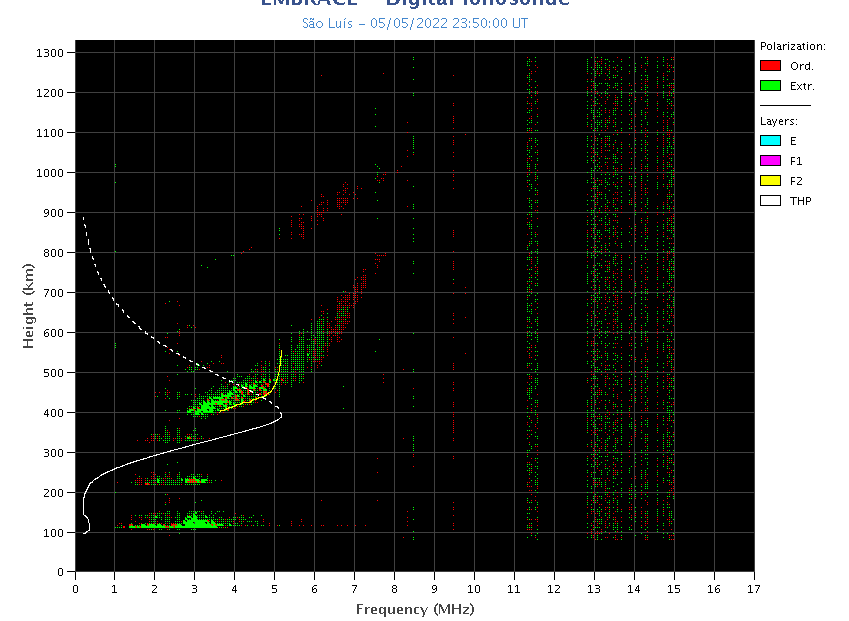 EMBRACE – Digital Ionosonde
São Luís – 05/05/2022 23:50:00 UT
Polarization:
Ord.
Extr.
Layers:
E
F1
F2
THP
Height (km)
1300
1200
1100
1000
900
800
700
600
500
400
300
200
100
0
0 1 2 3 4 5 6 7 8 9 10 11 12 13 14 15 16 17
Frequency (MHz)